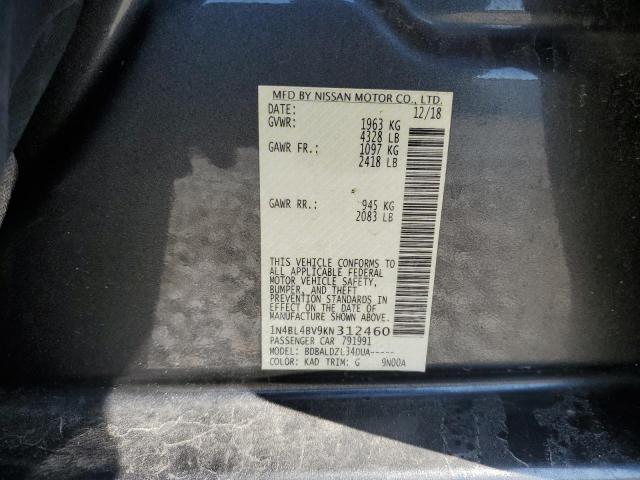 MFD BY NISSAN MOTOR CO., LTD.
DATE: 12/18
GVWR: 1963 KG
4328 LB
GAWR FR.: 1097 KG
2418 LB
GAWR RR.: 945 KG
2083 LB
THIS VEHICLE CONFORMS TO
ALL APPLICABLE FEDERAL
MOTOR VEHICLE SAFETY,
BUMPER, AND THEFT
PREVENTION STANDARDS IN
EFFECT ON THE DATE OF
MANUFACTURE SHOWN ABOVE.
1N4BL4BV9KN312460
PASSENGER CAR 791991
MODEL: BDBALDZL34DUA-----
COLOR: KAD TRIM: G 9N00A